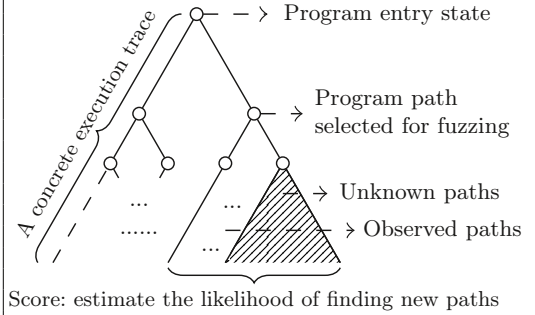 Program entry state
A concrete execution trace
Program path
selected for fuzzing
...
...
Unknown paths
......
Observed paths
...
Score: estimate the likelihood of finding new paths